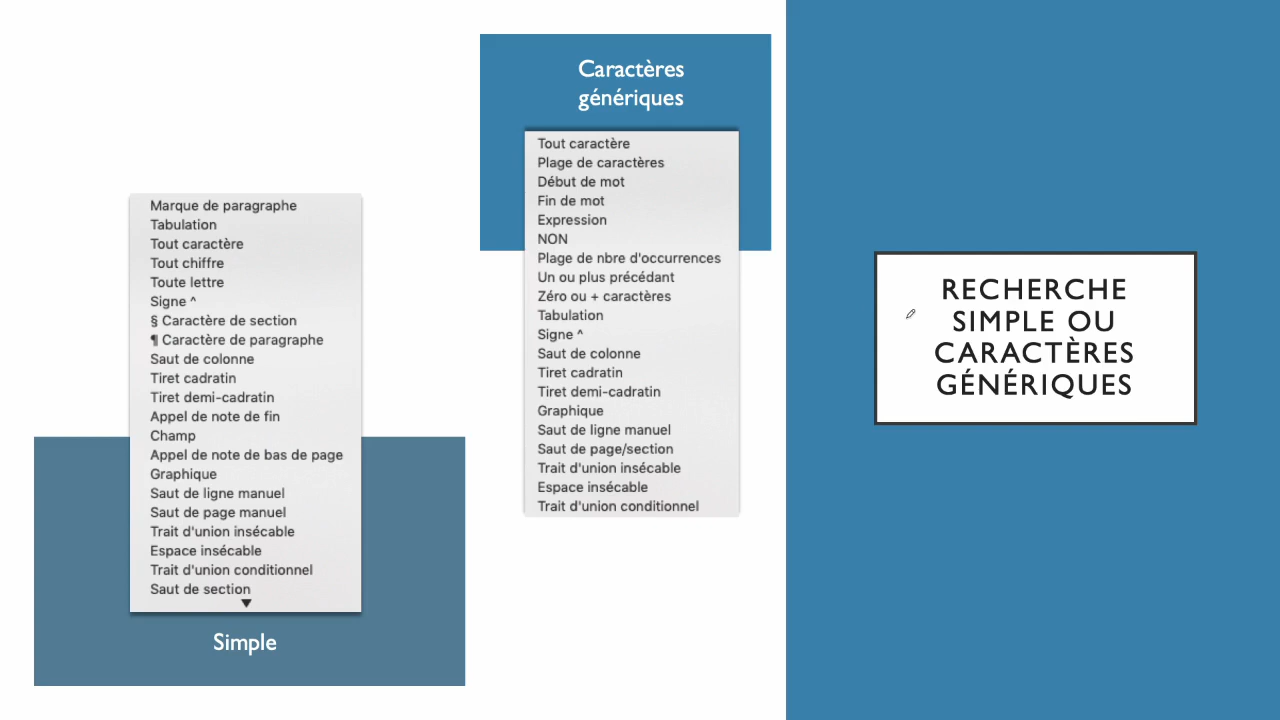 Marque de paragraphe
Tabulation
Tout caractère
Tout chiffre
Toute lettre
Signe ^
§ Caractère de section
¶ Caractère de paragraphe
Saut de colonne
Tiret cadratin
Tiret demi-cadratin
Appel de note de fin
Champ
Appel de note de bas de page
Graphique
Saut de ligne manuel
Saut de page manuel
Trait d'union insécable
Espace insécable
Trait d'union conditionnel
Saut de section
Simple
Caractères
génériques
Tout caractère
Plage de caractères
Début de mot
Fin de mot
Expression
NON
Plage de nbre d'occurrences
Un ou plus précédant
Zéro ou + caractères
Tabulation
Signe ^
Saut de colonne
Tiret cadratin
Tiret demi-cadratin
Graphique
Saut de ligne manuel
Saut de page/section
Trait d'union insécable
Espace insécable
Trait d'union conditionnel
RECHERCHE
SIMPLE OU
CARACTÈRES
GÉNÉRIQUES